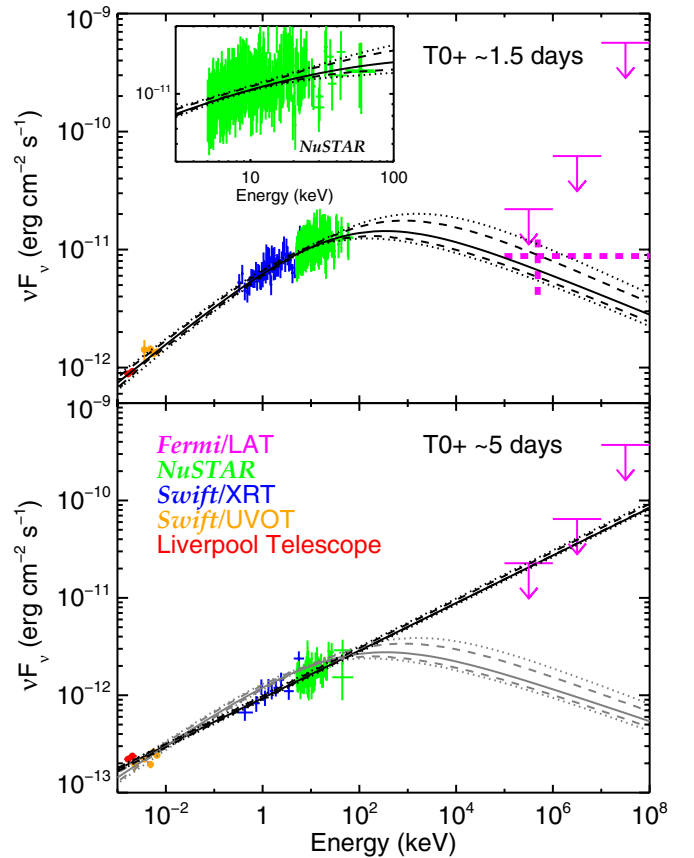 10⁻⁹
T0+ ~1.5 days
10⁻¹¹
NuSTAR
10 100
Energy (keV)
10⁻¹⁰
νFν (erg cm⁻² s⁻¹)
10⁻¹¹
10⁻¹²
10⁻⁹
T0+ ~5 days
Fermi/LAT
NuSTAR
Swift/XRT
Swift/UVOT
Liverpool Telescope
10⁻¹⁰
νFν (erg cm⁻² s⁻¹)
10⁻¹¹
10⁻¹²
10⁻¹³
10⁻² 1 10² 10⁴ 10⁶ 10⁸
Energy (keV)